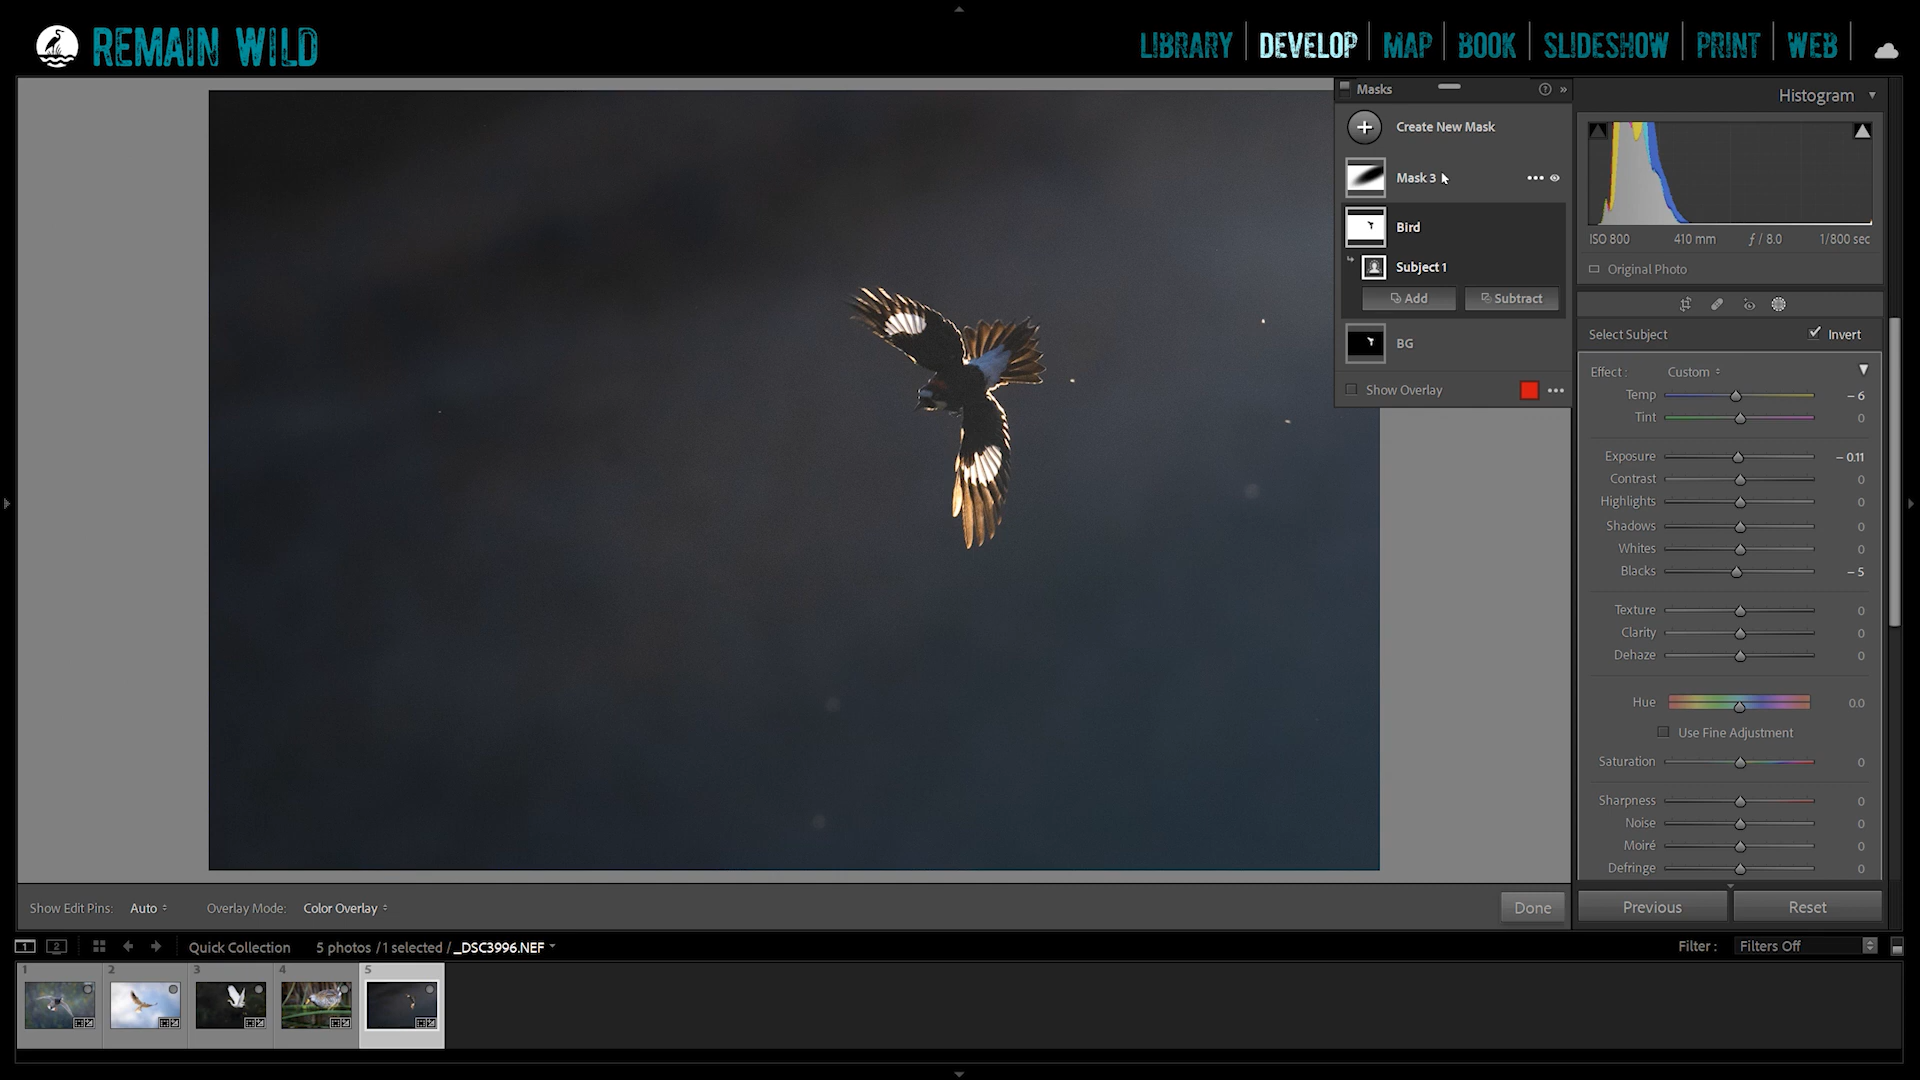 REMAIN WILD
LIBRARY DEVELOP MAP BOOK SLIDESHOW PRINT WEB
Masks
Create New Mask
Mask 3
Bird
Subject 1
Add Subtract
BG
Show Overlay
Histogram
ISO 800 410 mm ƒ / 8.0 1/800 sec
Original Photo
Select Subject Invert
Effect : Custom
Temp – 6
Tint 0
Exposure – 0.11
Contrast 0
Highlights 0
Shadows 0
Whites 0
Blacks – 5
Texture 0
Clarity 0
Dehaze 0
Hue 0.0
Use Fine Adjustment
Saturation 0
Sharpness 0
Noise 0
Moiré 0
Defringe 0
Show Edit Pins: Auto Overlay Mode: Color Overlay Done
Previous Reset
1 2 Quick Collection 5 photos / 1 selected / _DSC3996.NEF Filter : Filters Off
1 2 3 4 5